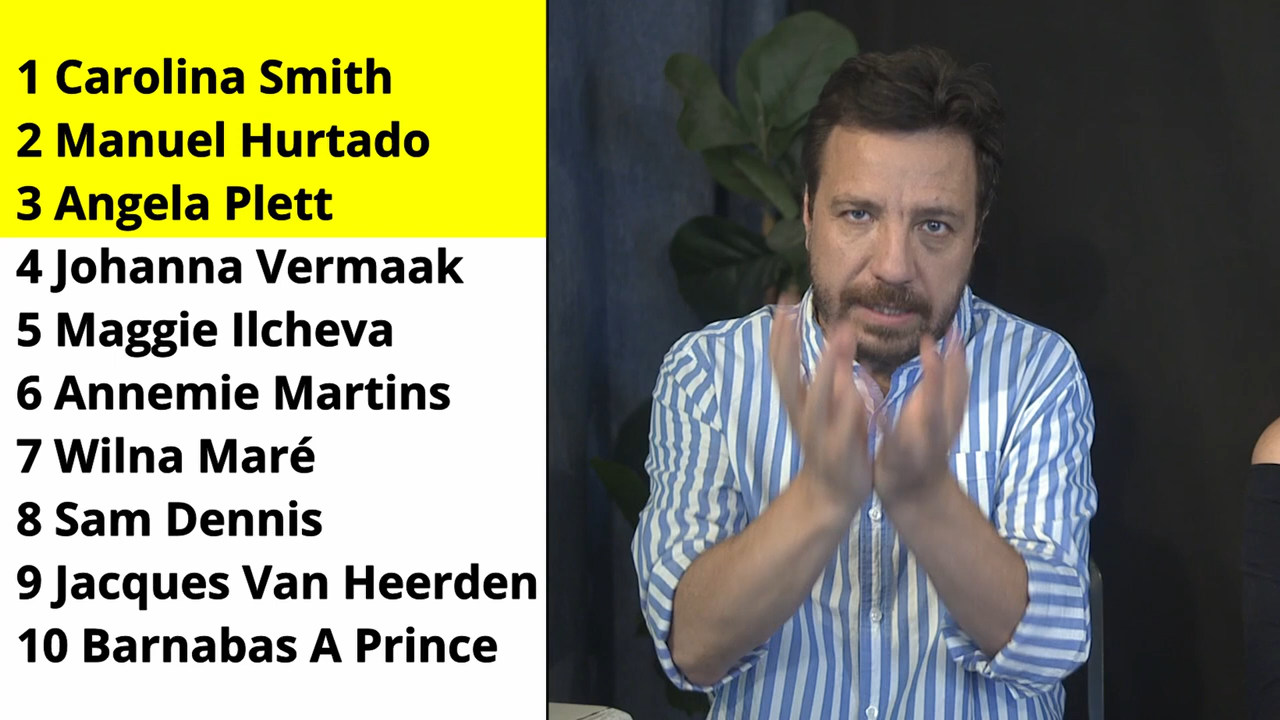 1 Carolina Smith
2 Manuel Hurtado
3 Angela Plett
4 Johanna Vermaak
5 Maggie Ilcheva
6 Annemie Martins
7 Wilna Maré
8 Sam Dennis
9 Jacques Van Heerden
10 Barnabas A Prince